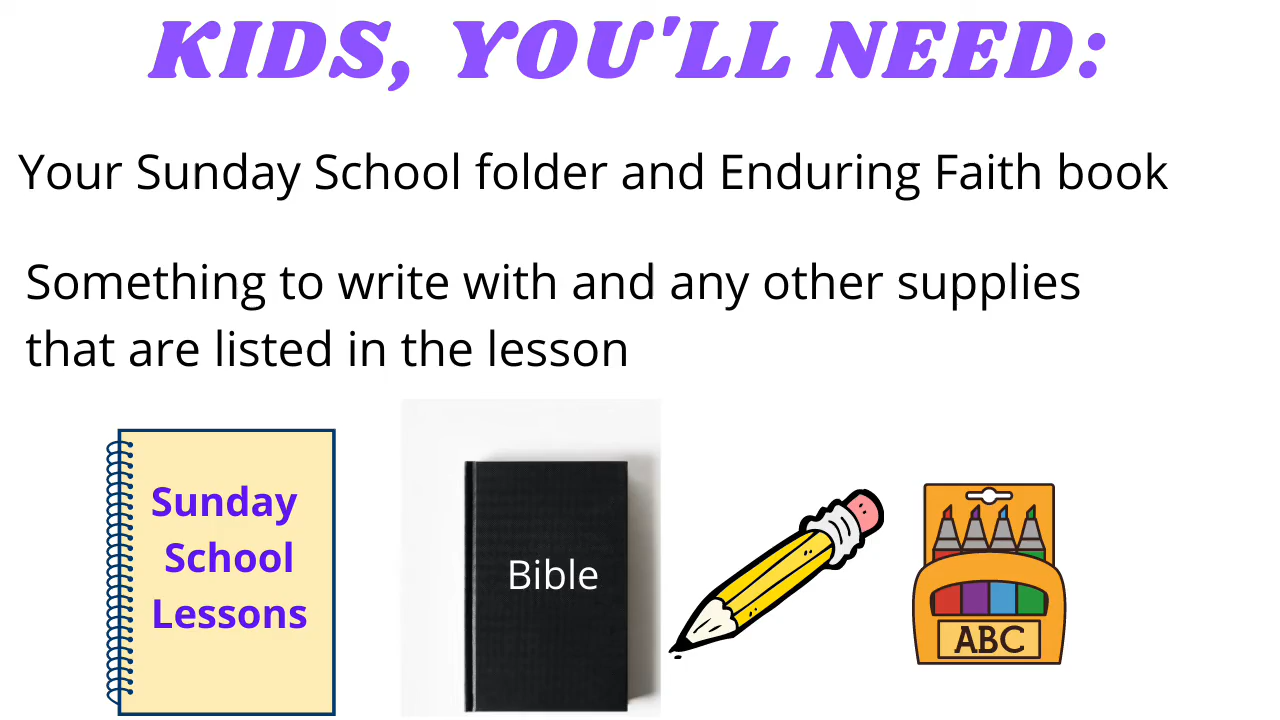 KIDS, YOU'LL NEED:
Your Sunday School folder and Enduring Faith book
Something to write with and any other supplies
that are listed in the lesson
Sunday
School
Lessons
Bible
ABC